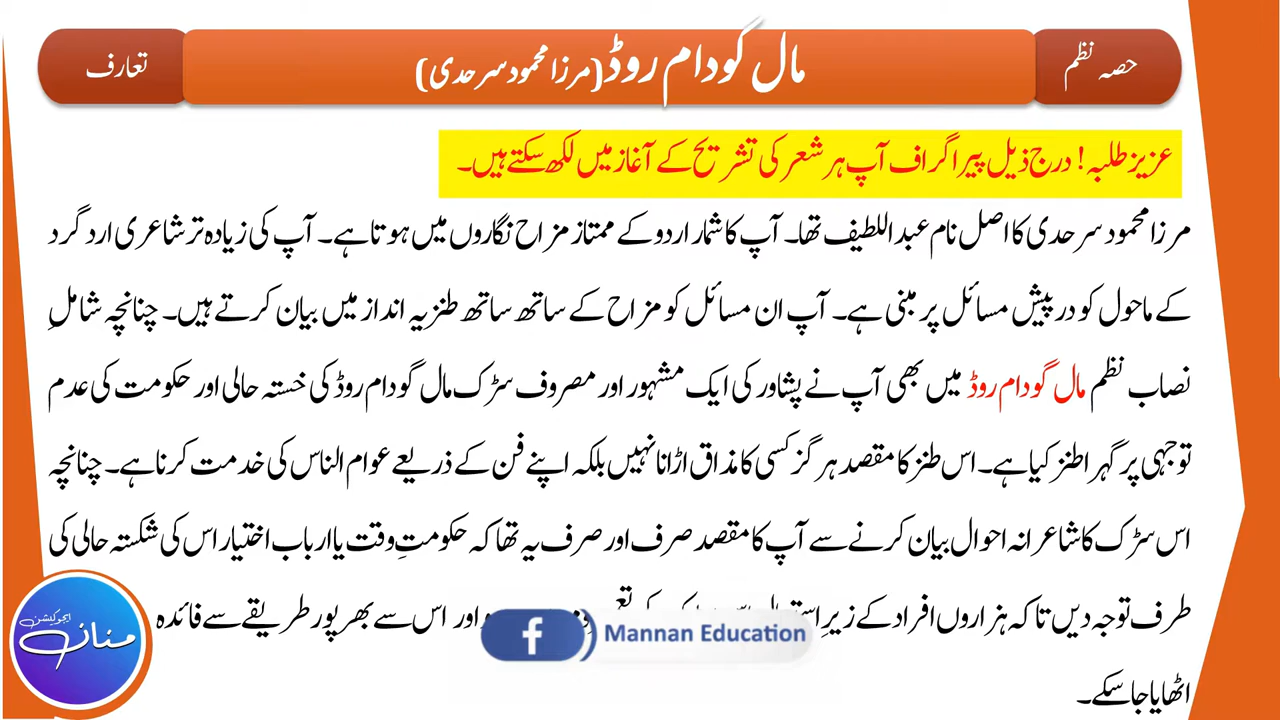 حصہ نظم
مال گودام روڈ (مرزا محمود سرحدی)
تعارف
عزیز طلبہ! درج ذیل پیراگراف آپ ہر شعر کی تشریح کے آغاز میں لکھ سکتے ہیں۔
مرزا محمود سرحدی کا اصل نام عبداللطیف تھا۔ آپ کا شمار اردو کے ممتاز مزاح نگاروں میں ہوتا ہے۔ آپ کی زیادہ تر شاعری ارد گرد
کے ماحول کو درپیش مسائل پر مبنی ہے۔ آپ ان مسائل کو مزاح کے ساتھ ساتھ طنزیہ انداز میں بیان کرتے ہیں۔ چنانچہ شاملِ
نصاب نظم مال گودام روڈ میں بھی آپ نے پشاور کی ایک مشہور اور مصروف سڑک مال گودام روڈ کی خستہ حالی اور حکومت کی عدم
توجہی پر گہرا طنز کیا ہے۔ اس طنز کا مقصد ہرگز کسی کا مذاق اڑانا نہیں بلکہ اپنے فن کے ذریعے عوام الناس کی خدمت کرنا ہے۔ چنانچہ
اس سڑک کا شاعرانہ احوال بیان کرنے سے آپ کا مقصد صرف اور صرف یہ تھا کہ حکومتِ وقت یا ارباب اختیار اس کی شکستہ حالی کی
طرف توجہ دیں تاکہ ہزاروں افراد کے زیرِ اور اس سے بھرپور طریقے سے فائدہ
اٹھایا جا سکے۔
f Mannan Education
ایجوکیشن
منان